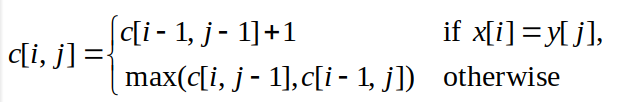 c[i, j] = { c[i - 1, j - 1]+1 if x[i]=y[ j],
max(c[i, j - 1],c[i - 1, j]) otherwise